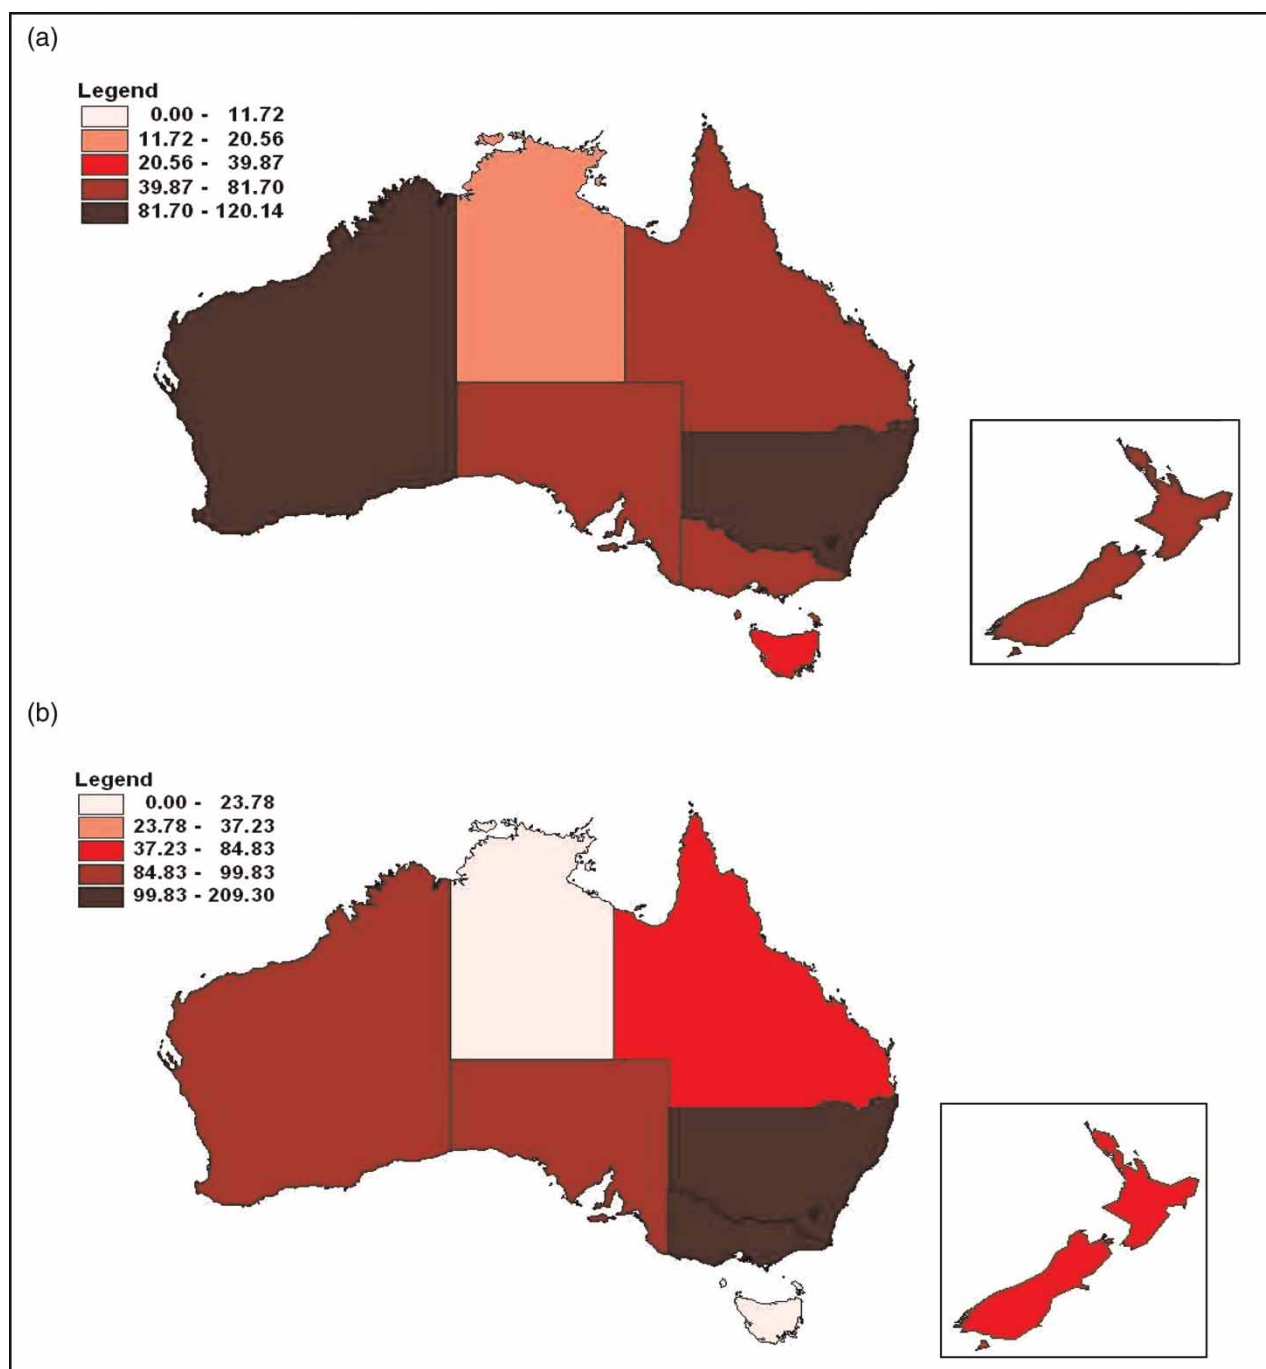 (a)
Legend
0.00 - 11.72
11.72 - 20.56
20.56 - 39.87
39.87 - 81.70
81.70 - 120.14
(b)
Legend
0.00 - 23.78
23.78 - 37.23
37.23 - 84.83
84.83 - 99.83
99.83 - 209.30